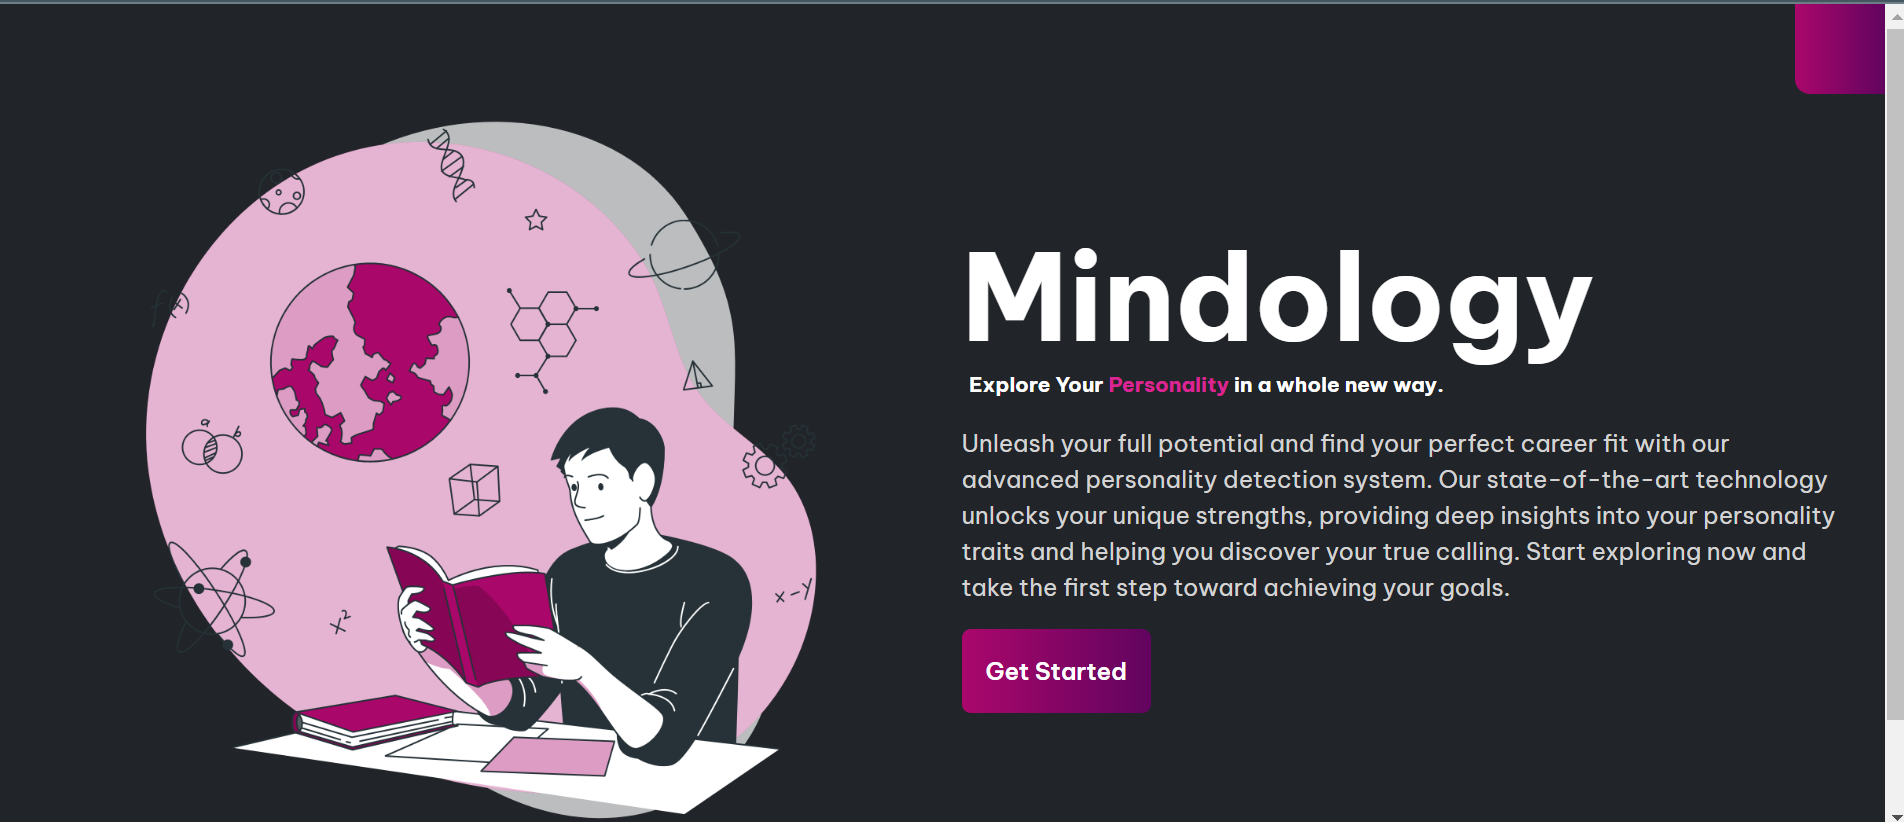 f(x)
a
b
x²
x-y
Mindology
Explore Your Personality in a whole new way.
Unleash your full potential and find your perfect career fit with our
advanced personality detection system. Our state-of-the-art technology
unlocks your unique strengths, providing deep insights into your personality
traits and helping you discover your true calling. Start exploring now and
take the first step toward achieving your goals.
Get Started